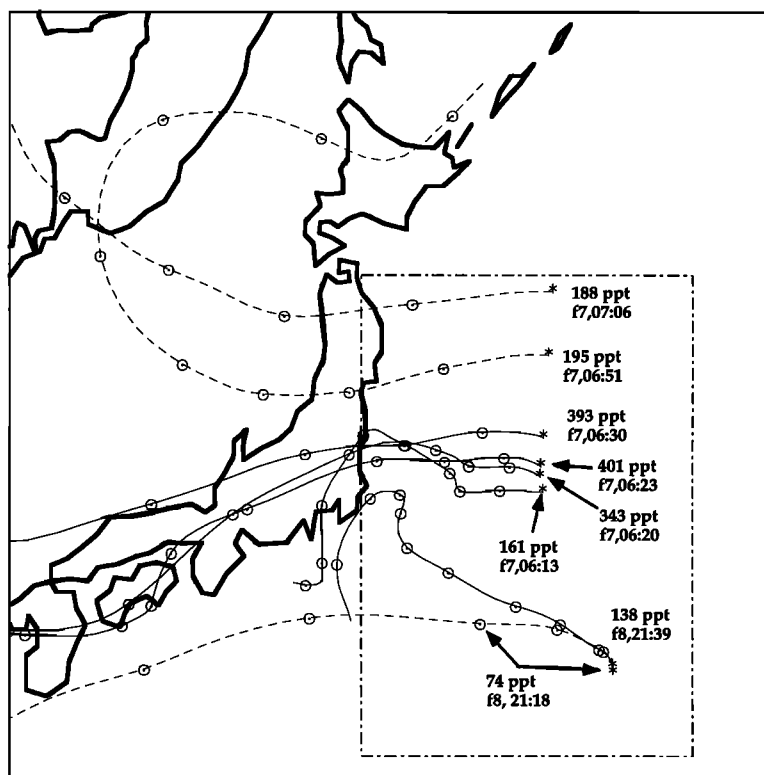 188 ppt
f7,07:06
195 ppt
f7,06:51
393 ppt
f7,06:30
401 ppt
f7,06:23
343 ppt
f7,06:20
161 ppt
f7,06:13
138 ppt
f8,21:39
74 ppt
f8, 21:18